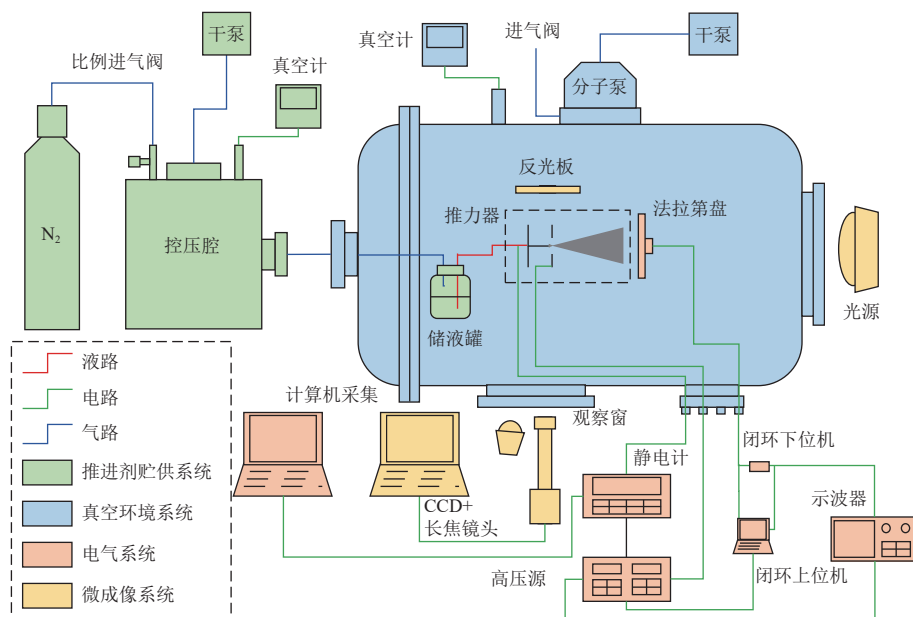 干泵
比例进气阀
真空计
N₂
控压腔
真空计
进气阀
干泵
分子泵
反光板
推力器
法拉第盘
储液罐
光源
观察窗
液路
电路
气路
推进剂贮供系统
真空环境系统
电气系统
微成像系统
计算机采集
CCD+
长焦镜头
静电计
高压源
闭环下位机
示波器
闭环上位机